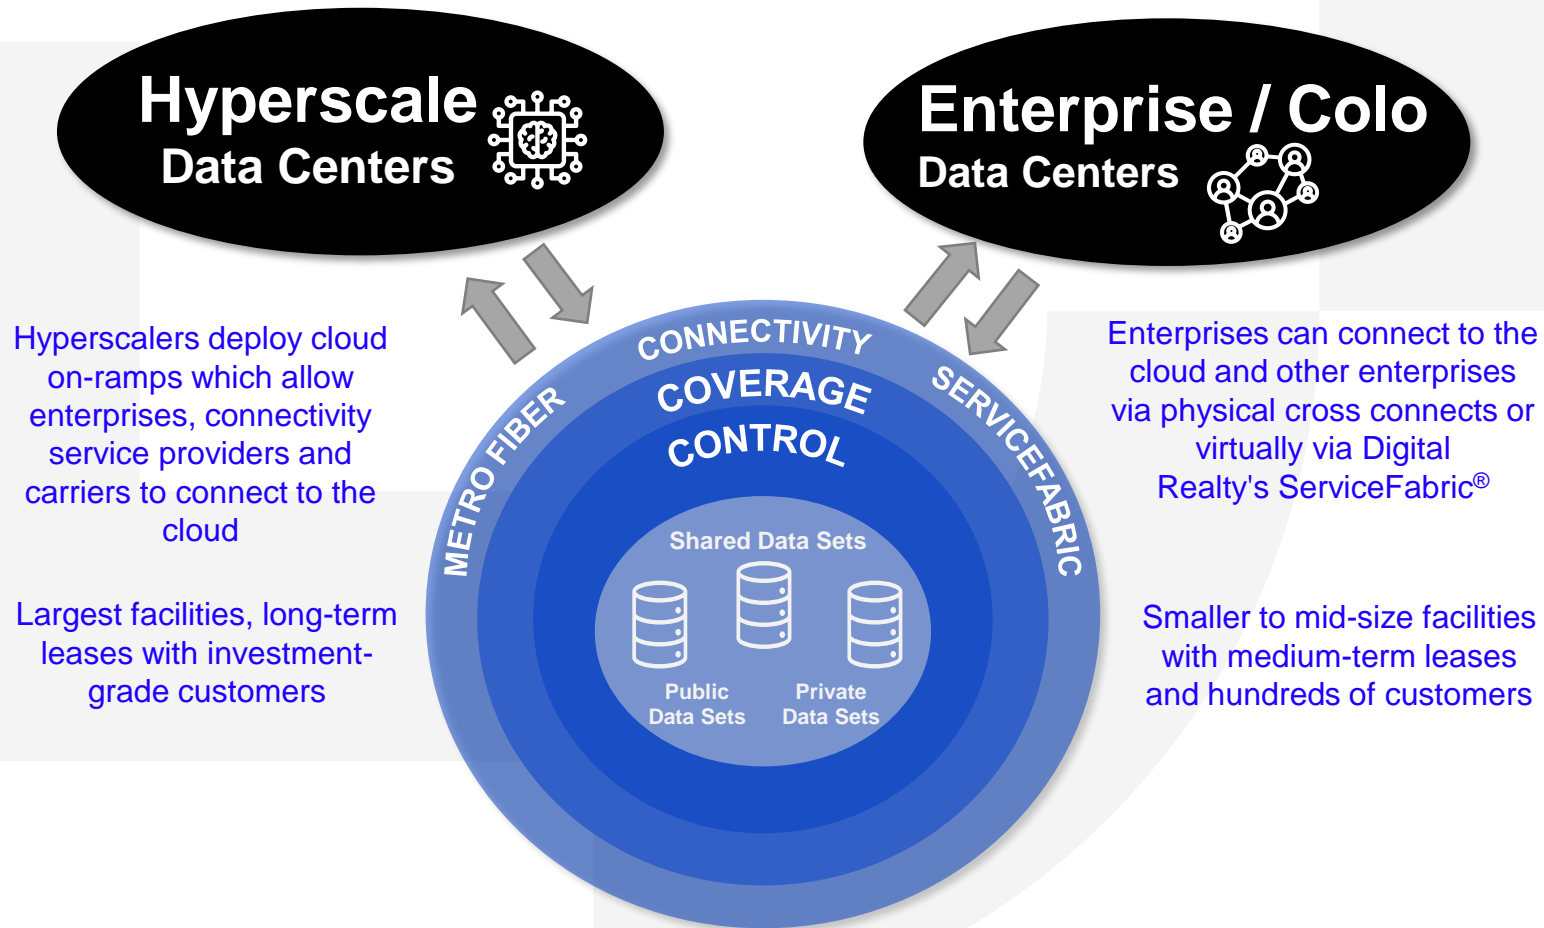 Hyperscale
Data Centers
Enterprise / Colo
Data Centers
Hyperscalers deploy cloud
on-ramps which allow
enterprises, connectivity
service providers and
carriers to connect to the
cloud
Largest facilities, long-term
leases with investment-
grade customers
METRO FIBER
CONNECTIVITY
SERVICEFABRIC
COVERAGE
CONTROL
Shared Data Sets
Public
Data Sets
Private
Data Sets
Enterprises can connect to the
cloud and other enterprises
via physical cross connects or
virtually via Digital
Realty's ServiceFabric®
Smaller to mid-size facilities
with medium-term leases
and hundreds of customers